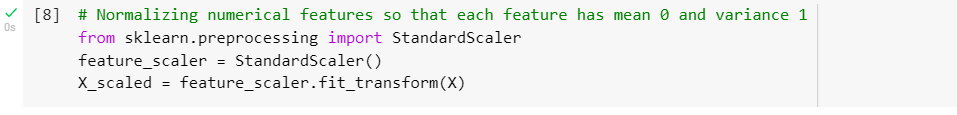 [8] # Normalizing numerical features so that each feature has mean 0 and variance 1
from sklearn.preprocessing import StandardScaler
feature_scaler = StandardScaler()
X_scaled = feature_scaler.fit_transform(X)
0s